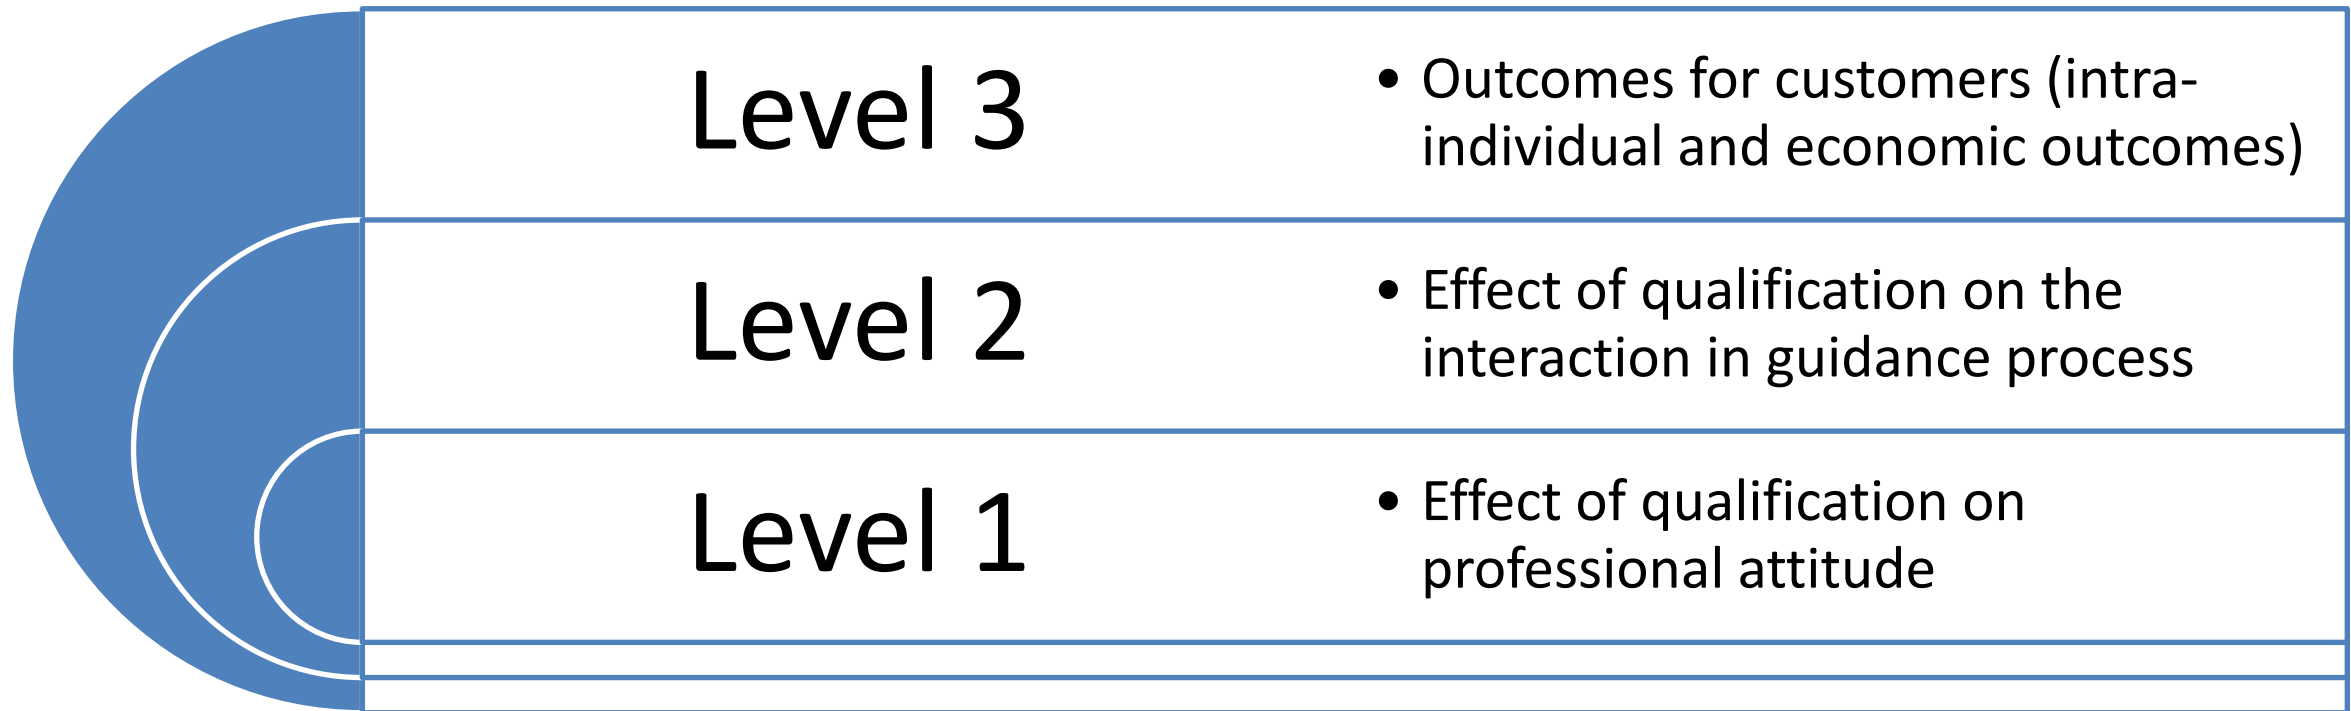 Level 3
• Outcomes for customers (intra-
individual and economic outcomes)
Level 2
• Effect of qualification on the
interaction in guidance process
Level 1
• Effect of qualification on
professional attitude